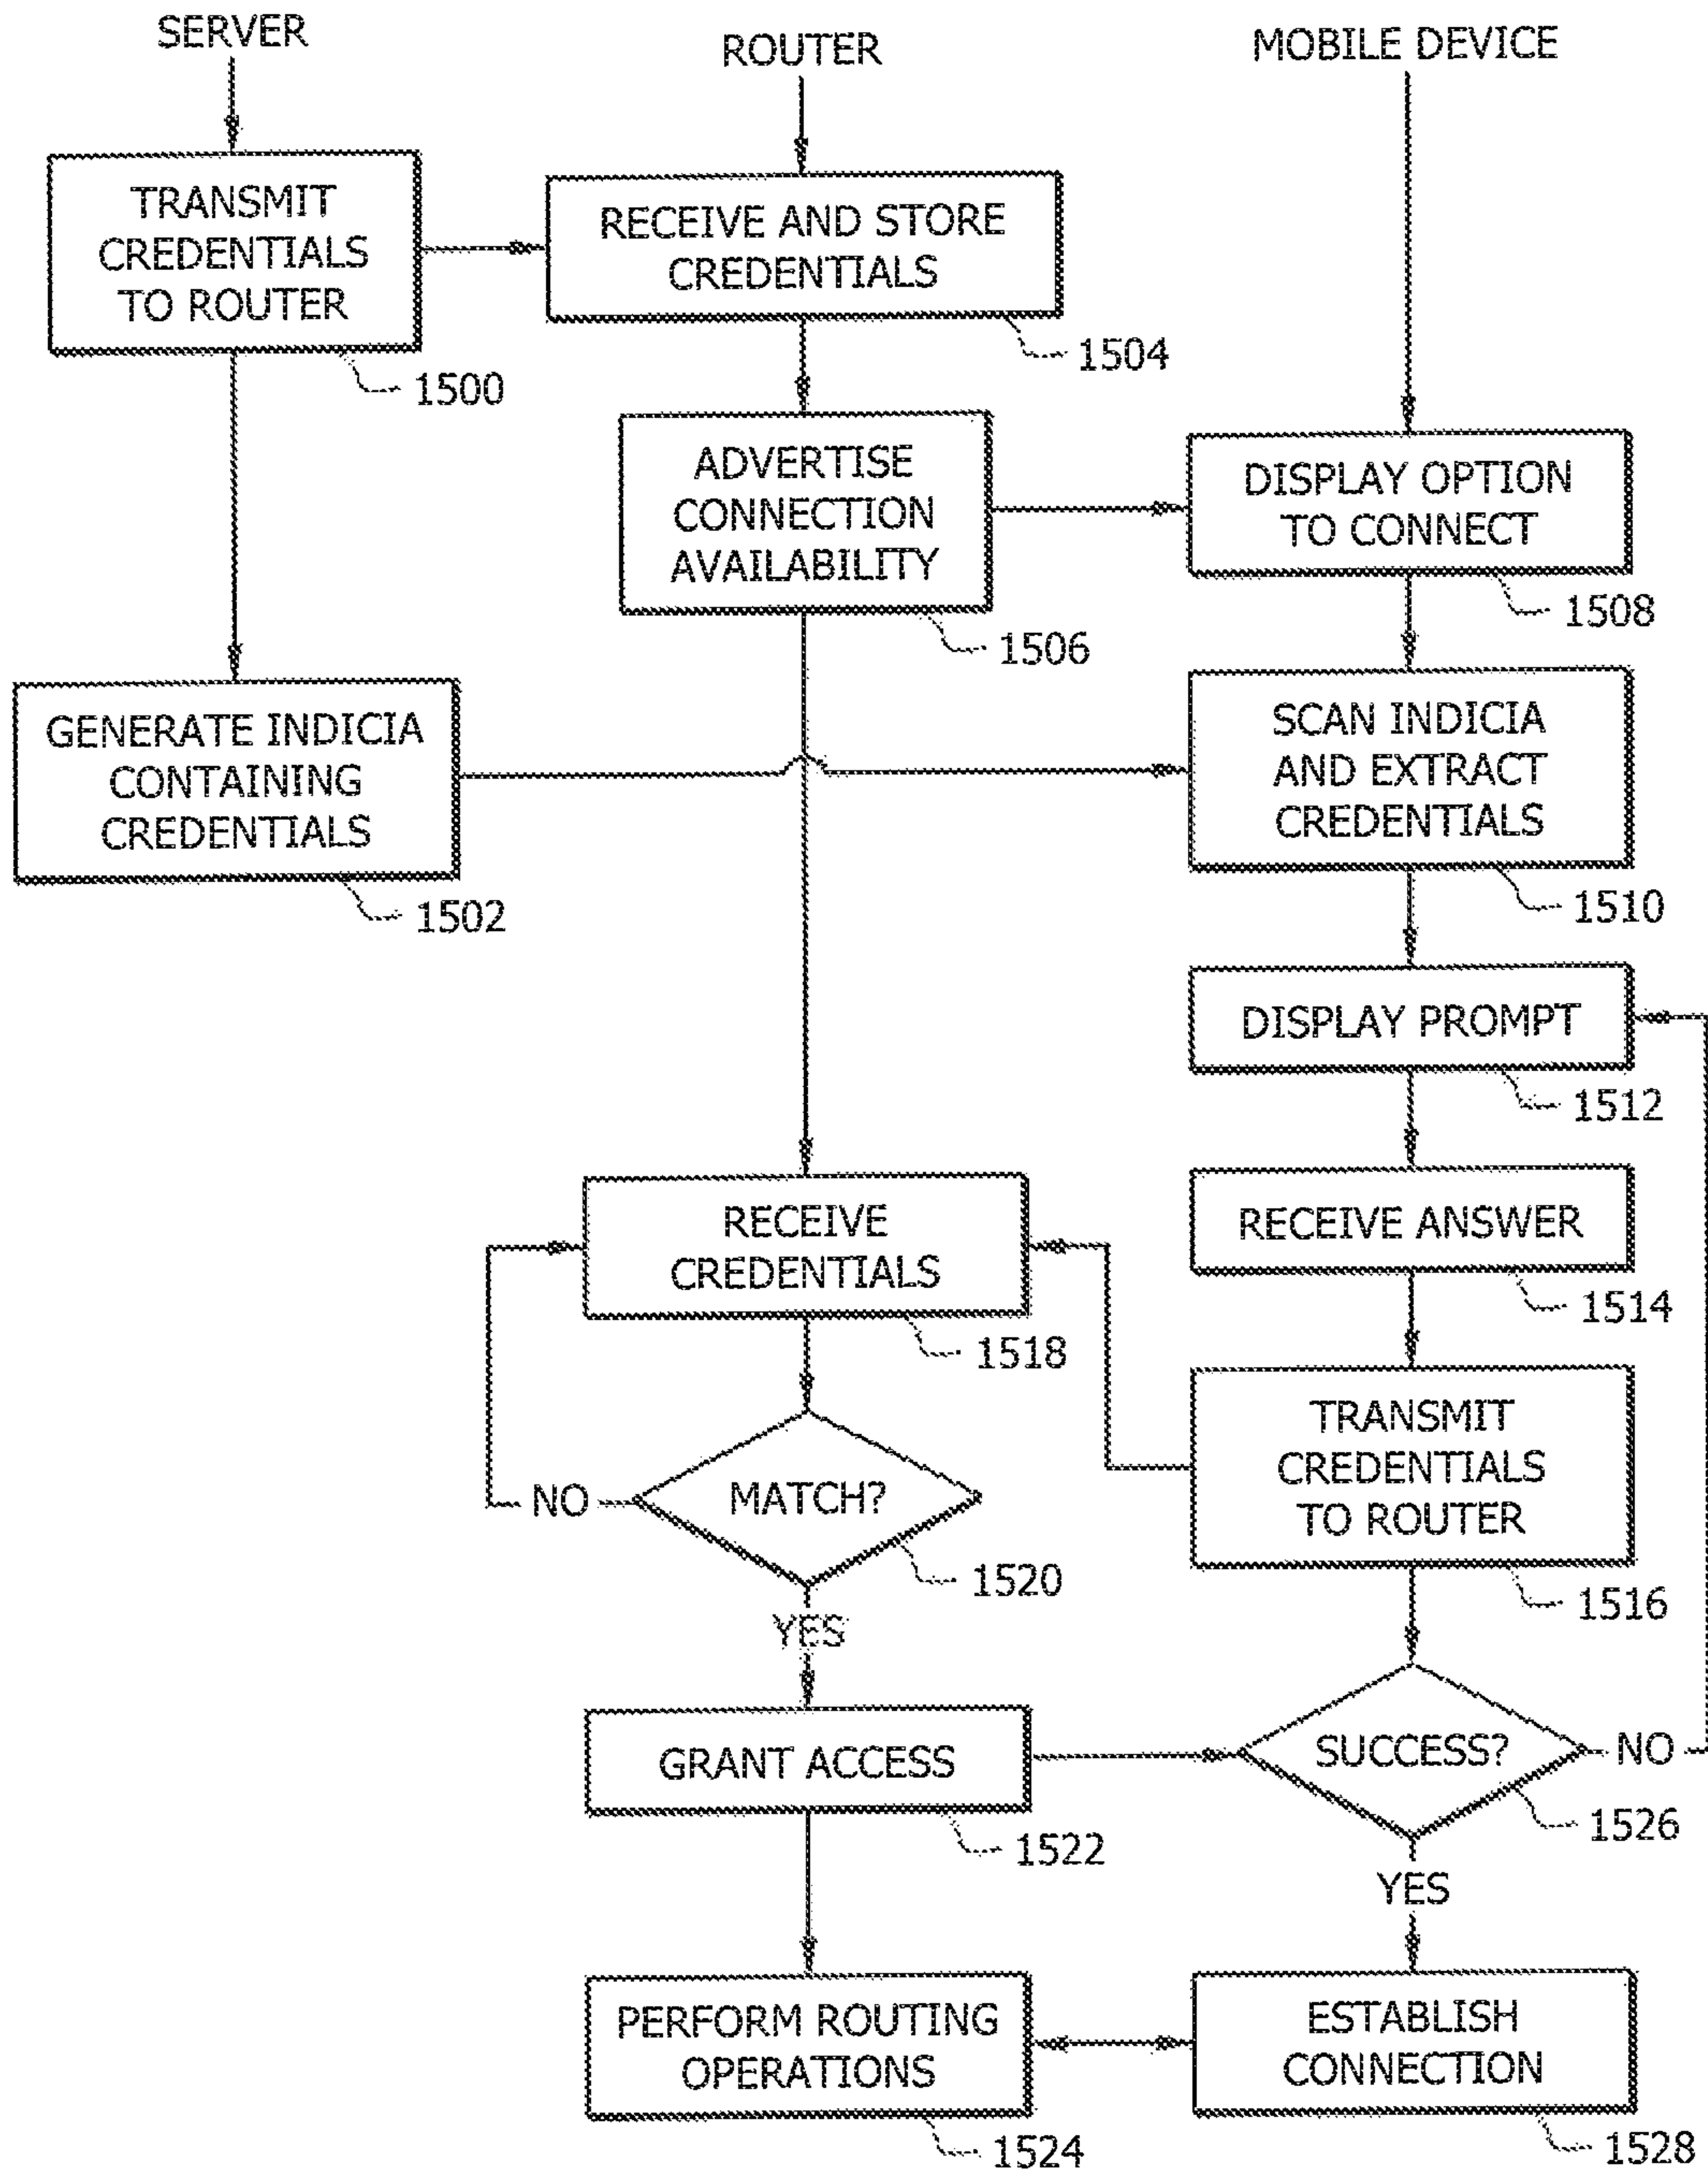 SERVER
ROUTER
MOBILE DEVICE
TRANSMIT
CREDENTIALS
TO ROUTER
1500
RECEIVE AND STORE
CREDENTIALS
1504
ADVERTISE
CONNECTION
AVAILABILITY
1506
DISPLAY OPTION
TO CONNECT
1508
GENERATE INDICIA
CONTAINING
CREDENTIALS
1502
SCAN INDICIA
AND EXTRACT
CREDENTIALS
1510
DISPLAY PROMPT
1512
RECEIVE ANSWER
1514
RECEIVE
CREDENTIALS
1518
TRANSMIT
CREDENTIALS
TO ROUTER
1516
MATCH?
NO
1520
YES
GRANT ACCESS
1522
SUCCESS?
NO
1526
YES
PERFORM ROUTING
OPERATIONS
1524
ESTABLISH
CONNECTION
1528